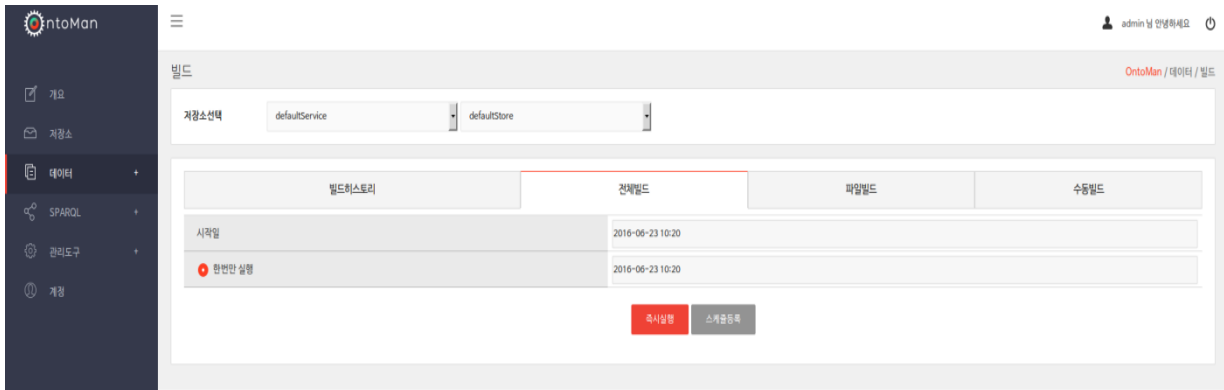 OntoMan
admin 님 안녕하세요
개요
저장소
데이터 +
SPARQL +
관리도구 +
계정
빌드
OntoMan / 데이터 / 빌드
저장소선택 defaultService defaultStore
빌드히스토리 전체빌드 파일빌드 수동빌드
시작일 2016-06-23 10:20
한번만 실행 2016-06-23 10:20
즉시실행 스케쥴등록